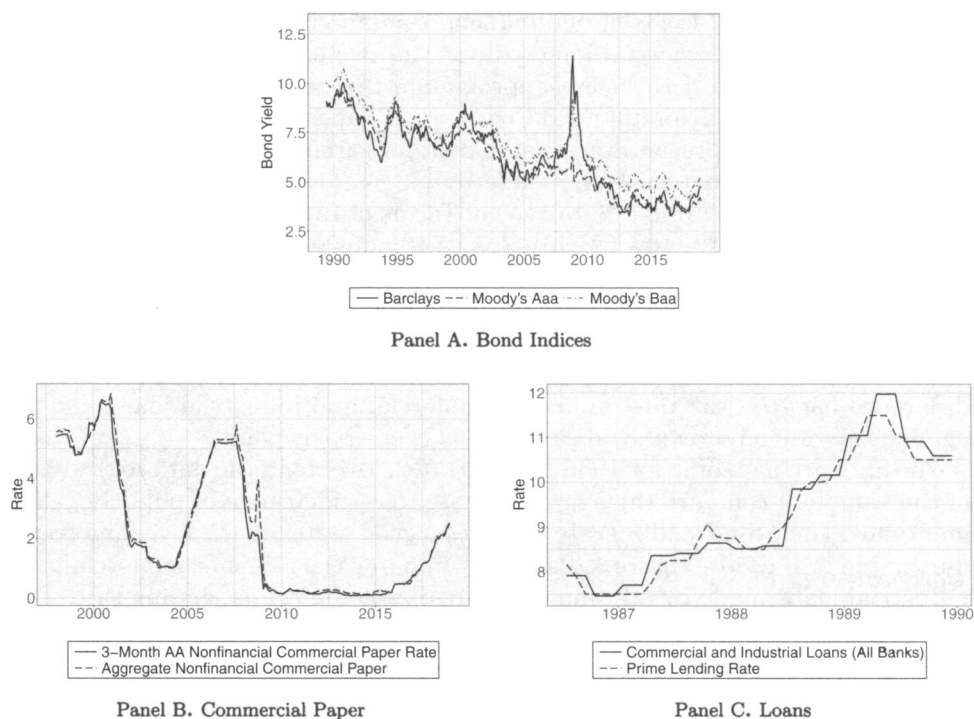 12.5
10.0
7.5
5.0
2.5
Bond Yield
1990 1995 2000 2005 2010 2015
Barclays Moody's Aaa Moody's Baa
Panel A. Bond Indices
6
4
2
0
Rate
2000 2005 2010 2015
3-Month AA Nonfinancial Commercial Paper Rate
Aggregate Nonfinancial Commercial Paper
Panel B. Commercial Paper
12
11
10
9
8
Rate
1987 1988 1989 1990
Commercial and Industrial Loans (All Banks)
Prime Lending Rate
Panel C. Loans